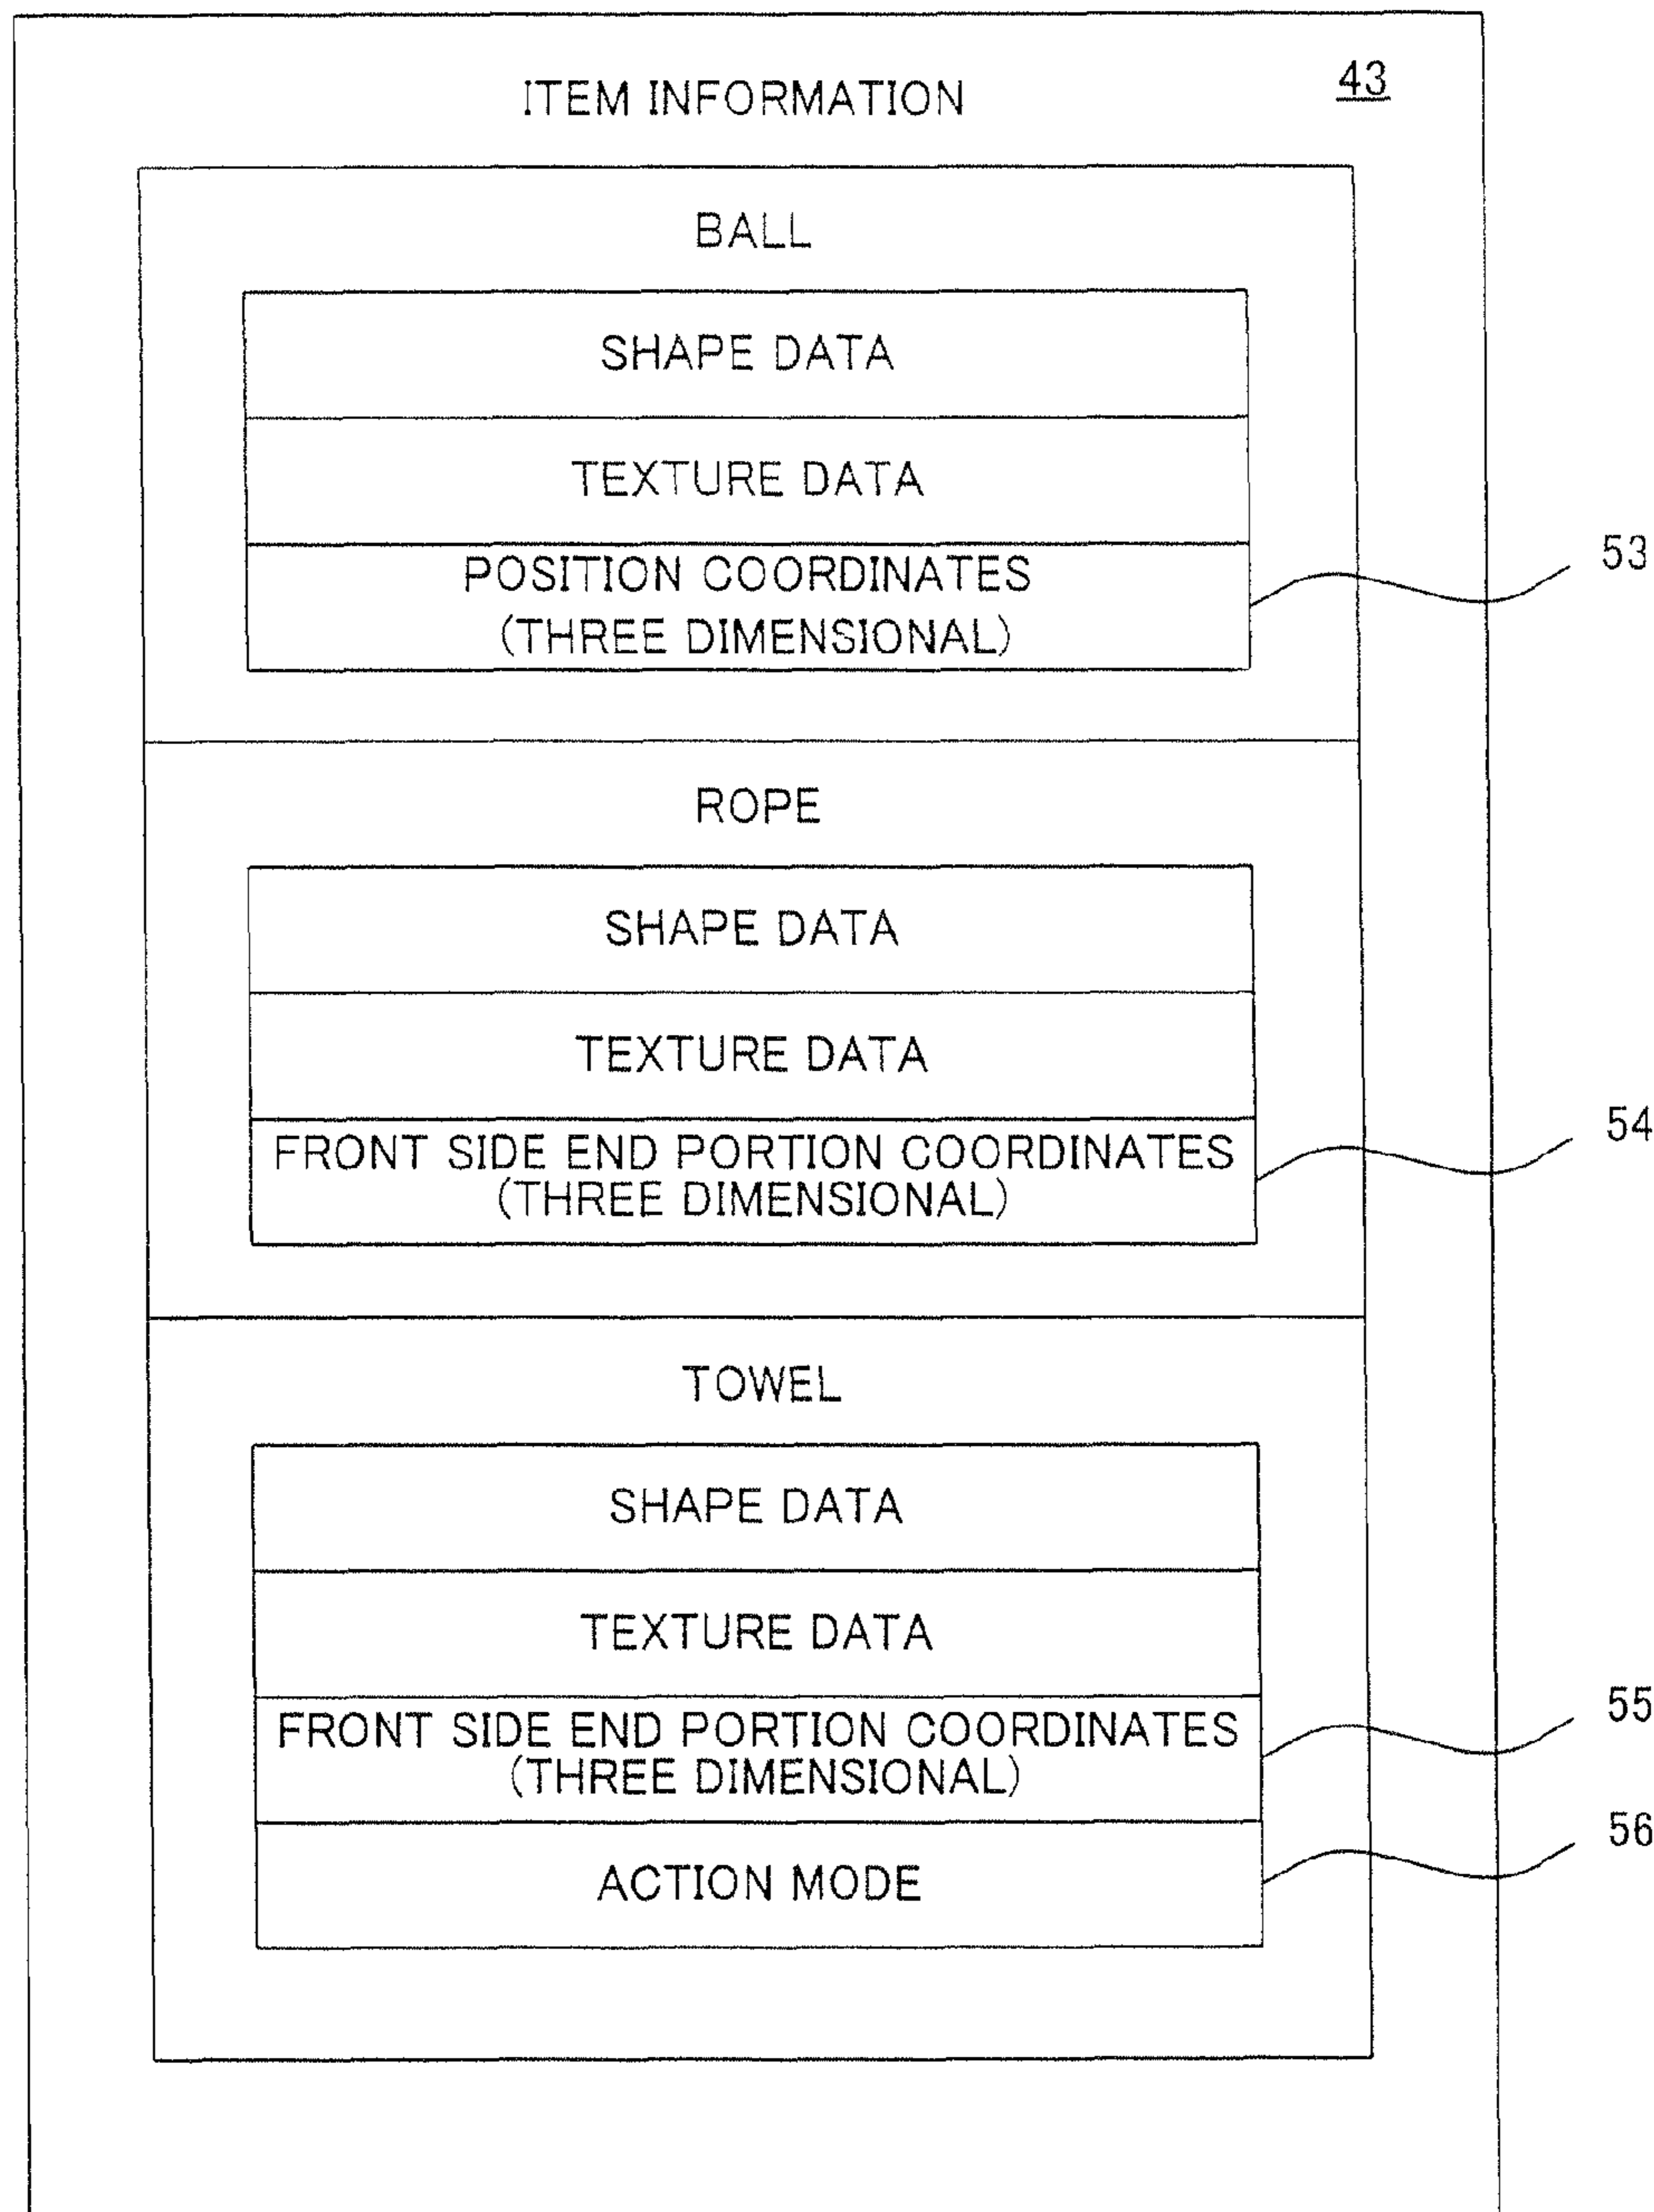 ITEM INFORMATION
43
BALL
SHAPE DATA
TEXTURE DATA
POSITION COORDINATES
(THREE DIMENSIONAL)
53
ROPE
SHAPE DATA
TEXTURE DATA
FRONT SIDE END PORTION COORDINATES
(THREE DIMENSIONAL)
54
TOWEL
SHAPE DATA
TEXTURE DATA
FRONT SIDE END PORTION COORDINATES
(THREE DIMENSIONAL)
55
ACTION MODE
56